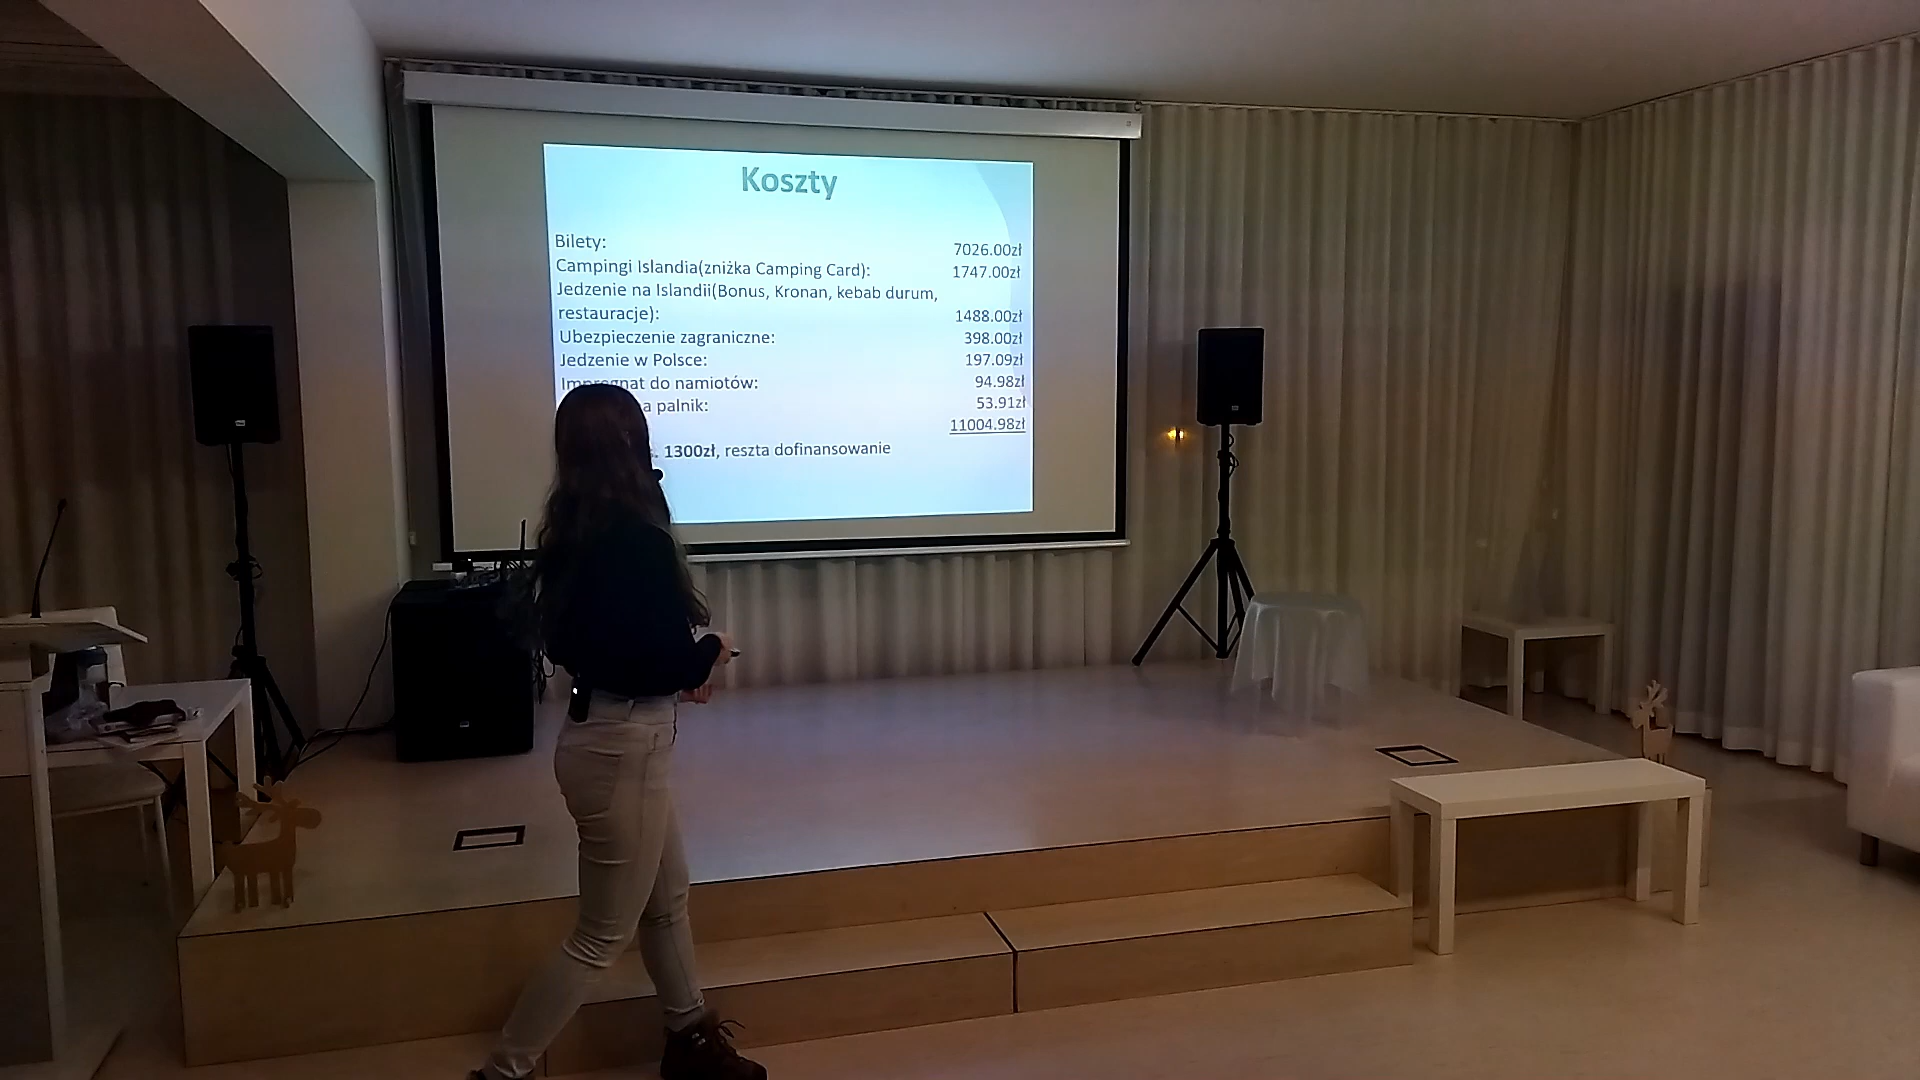 Koszty
Bilety: 7026.00zł
Campingi Islandia(zniżka Camping Card): 1747.00zł
Jedzenie na Islandii(Bonus, Kronan, kebab durum,
restauracje): 1488.00zł
Ubezpieczenie zagraniczne: 398.00zł
Jedzenie w Polsce: 197.09zł
Impregnat do namiotów: 94.98zł
palnik: 53.91zł
11004.98zł
1300zł, reszta dofinansowanie